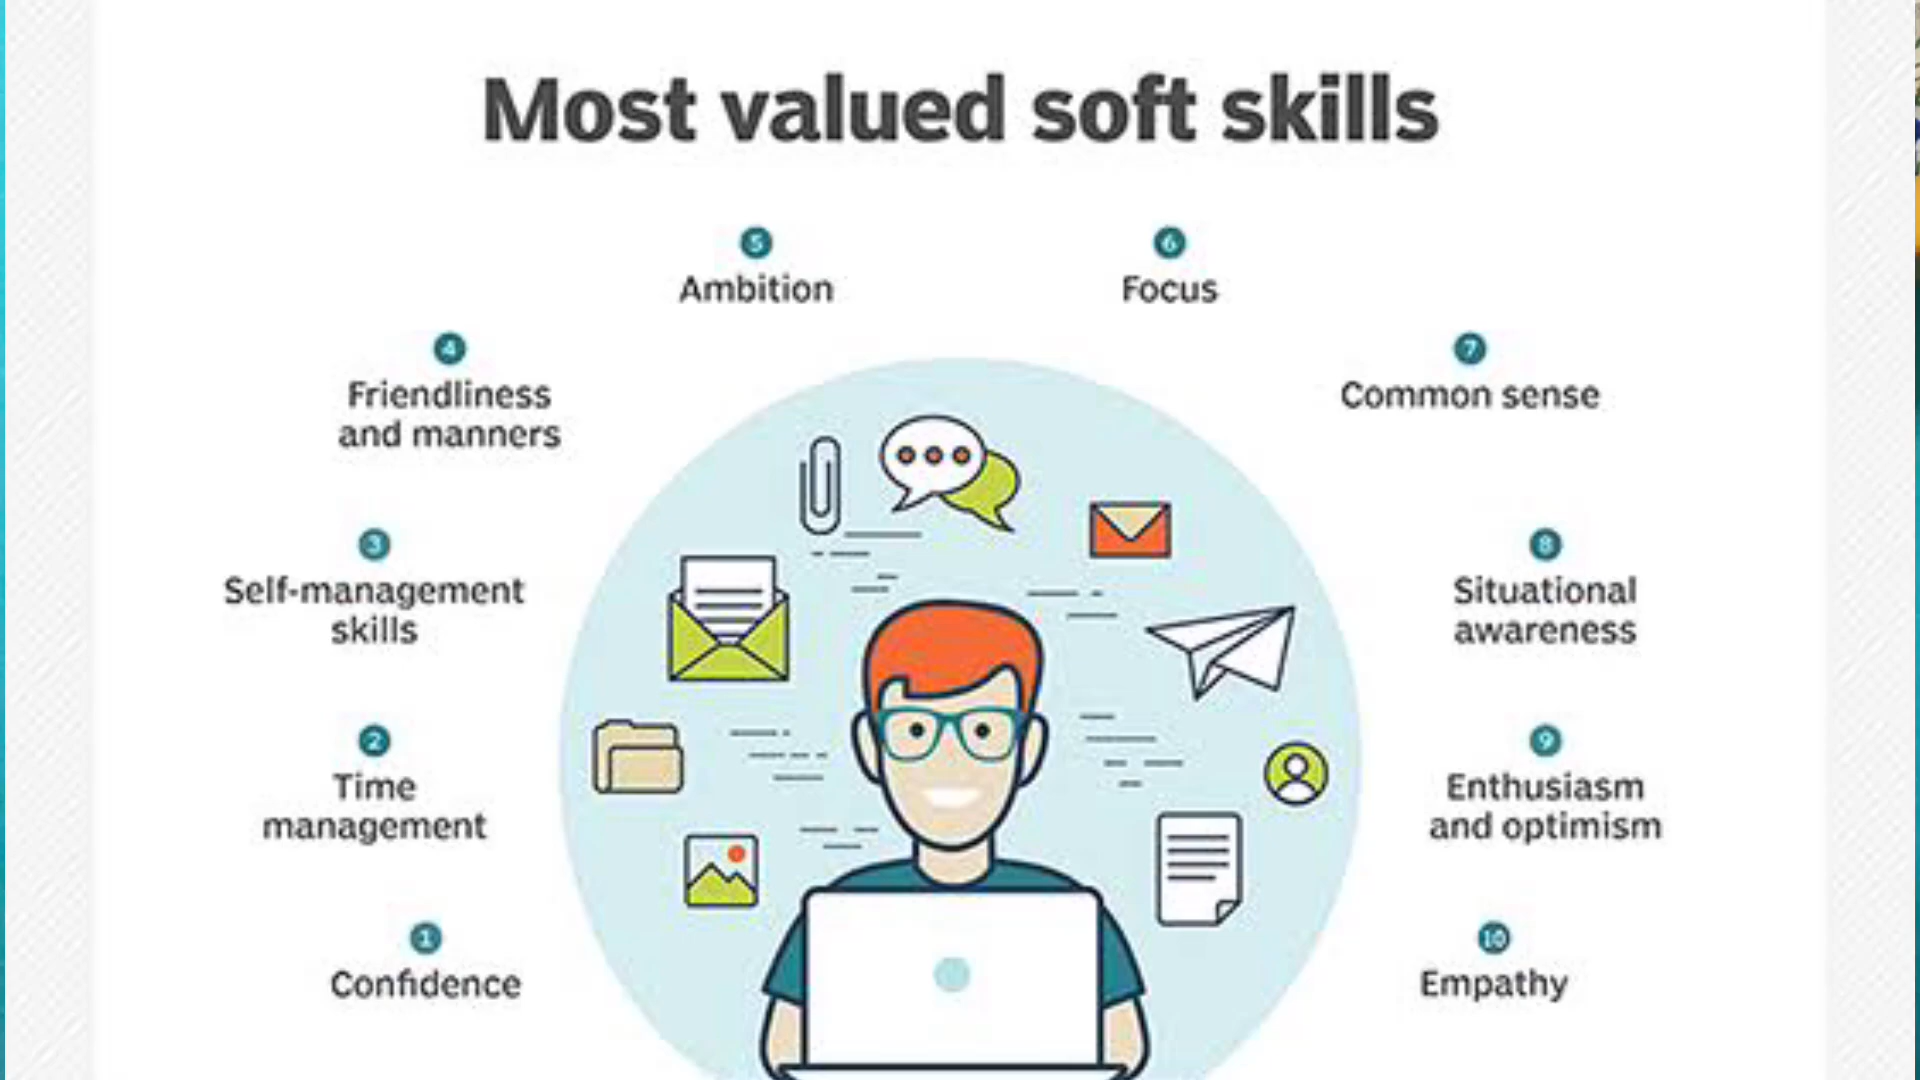 Most valued soft skills
5
Ambition
6
Focus
4
Friendliness
and manners
7
Common sense
3
Self-management
skills
8
Situational
awareness
2
Time
management
9
Enthusiasm
and optimism
1
Confidence
10
Empathy